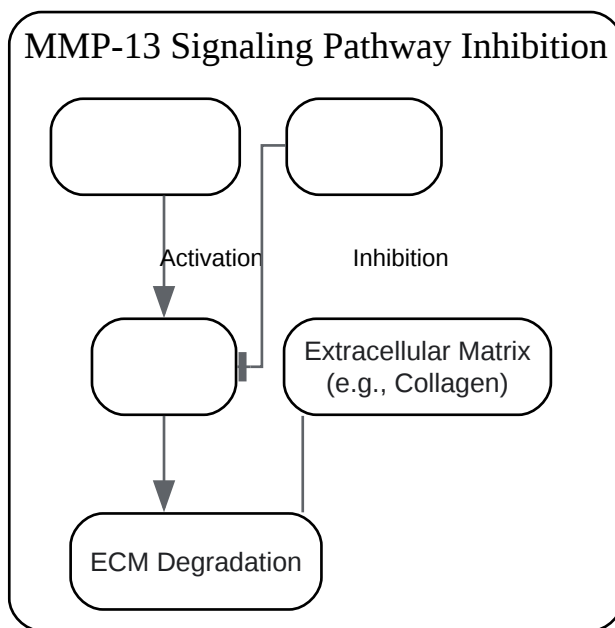 MMP-13 Signaling Pathway Inhibition
Activation
Inhibition
Extracellular Matrix
(e.g., Collagen)
ECM Degradation